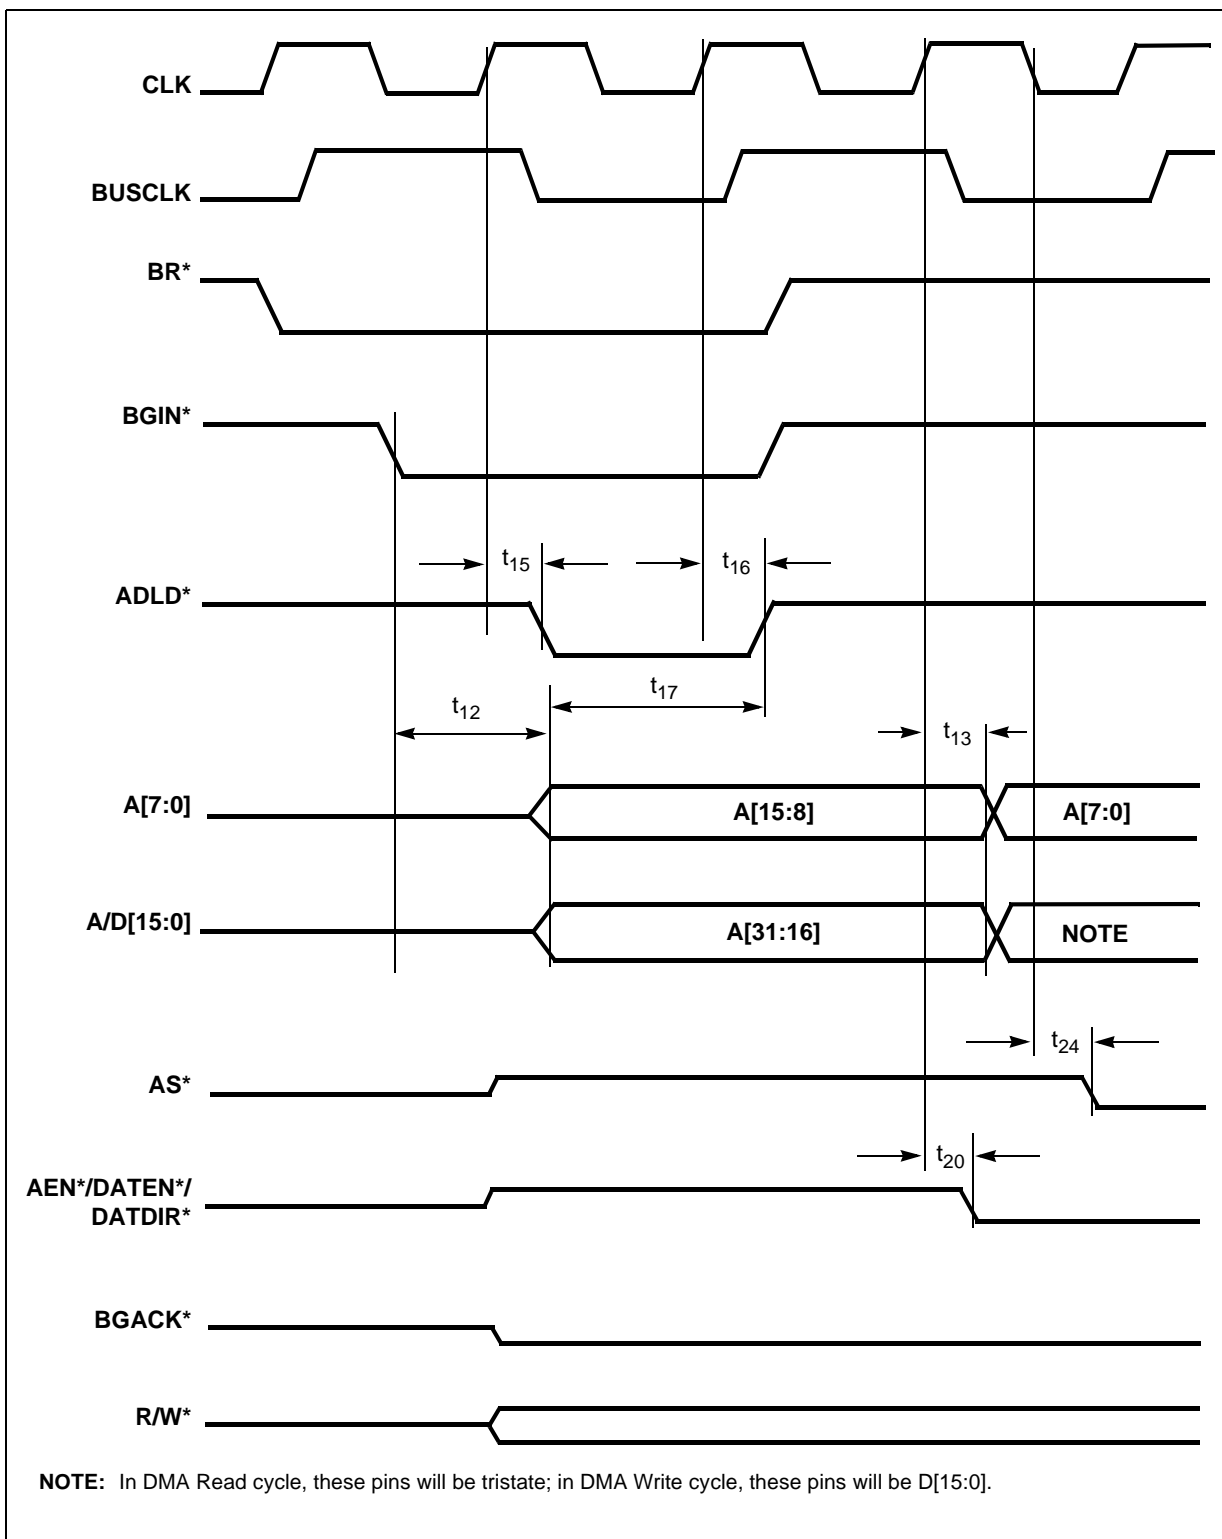 CLK
BUSCLK
BR*
BGIN*
t15
t16
ADLD*
t17
t12
t13
A[7:0]
A[15:8]
A[7:0]
A/D[15:0]
A[31:16]
NOTE
t24
AS*
t20
AEN*/DATEN*/
DATDIR*
BGACK*
R/W*
NOTE: In DMA Read cycle, these pins will be tristate; in DMA Write cycle, these pins will be D[15:0].